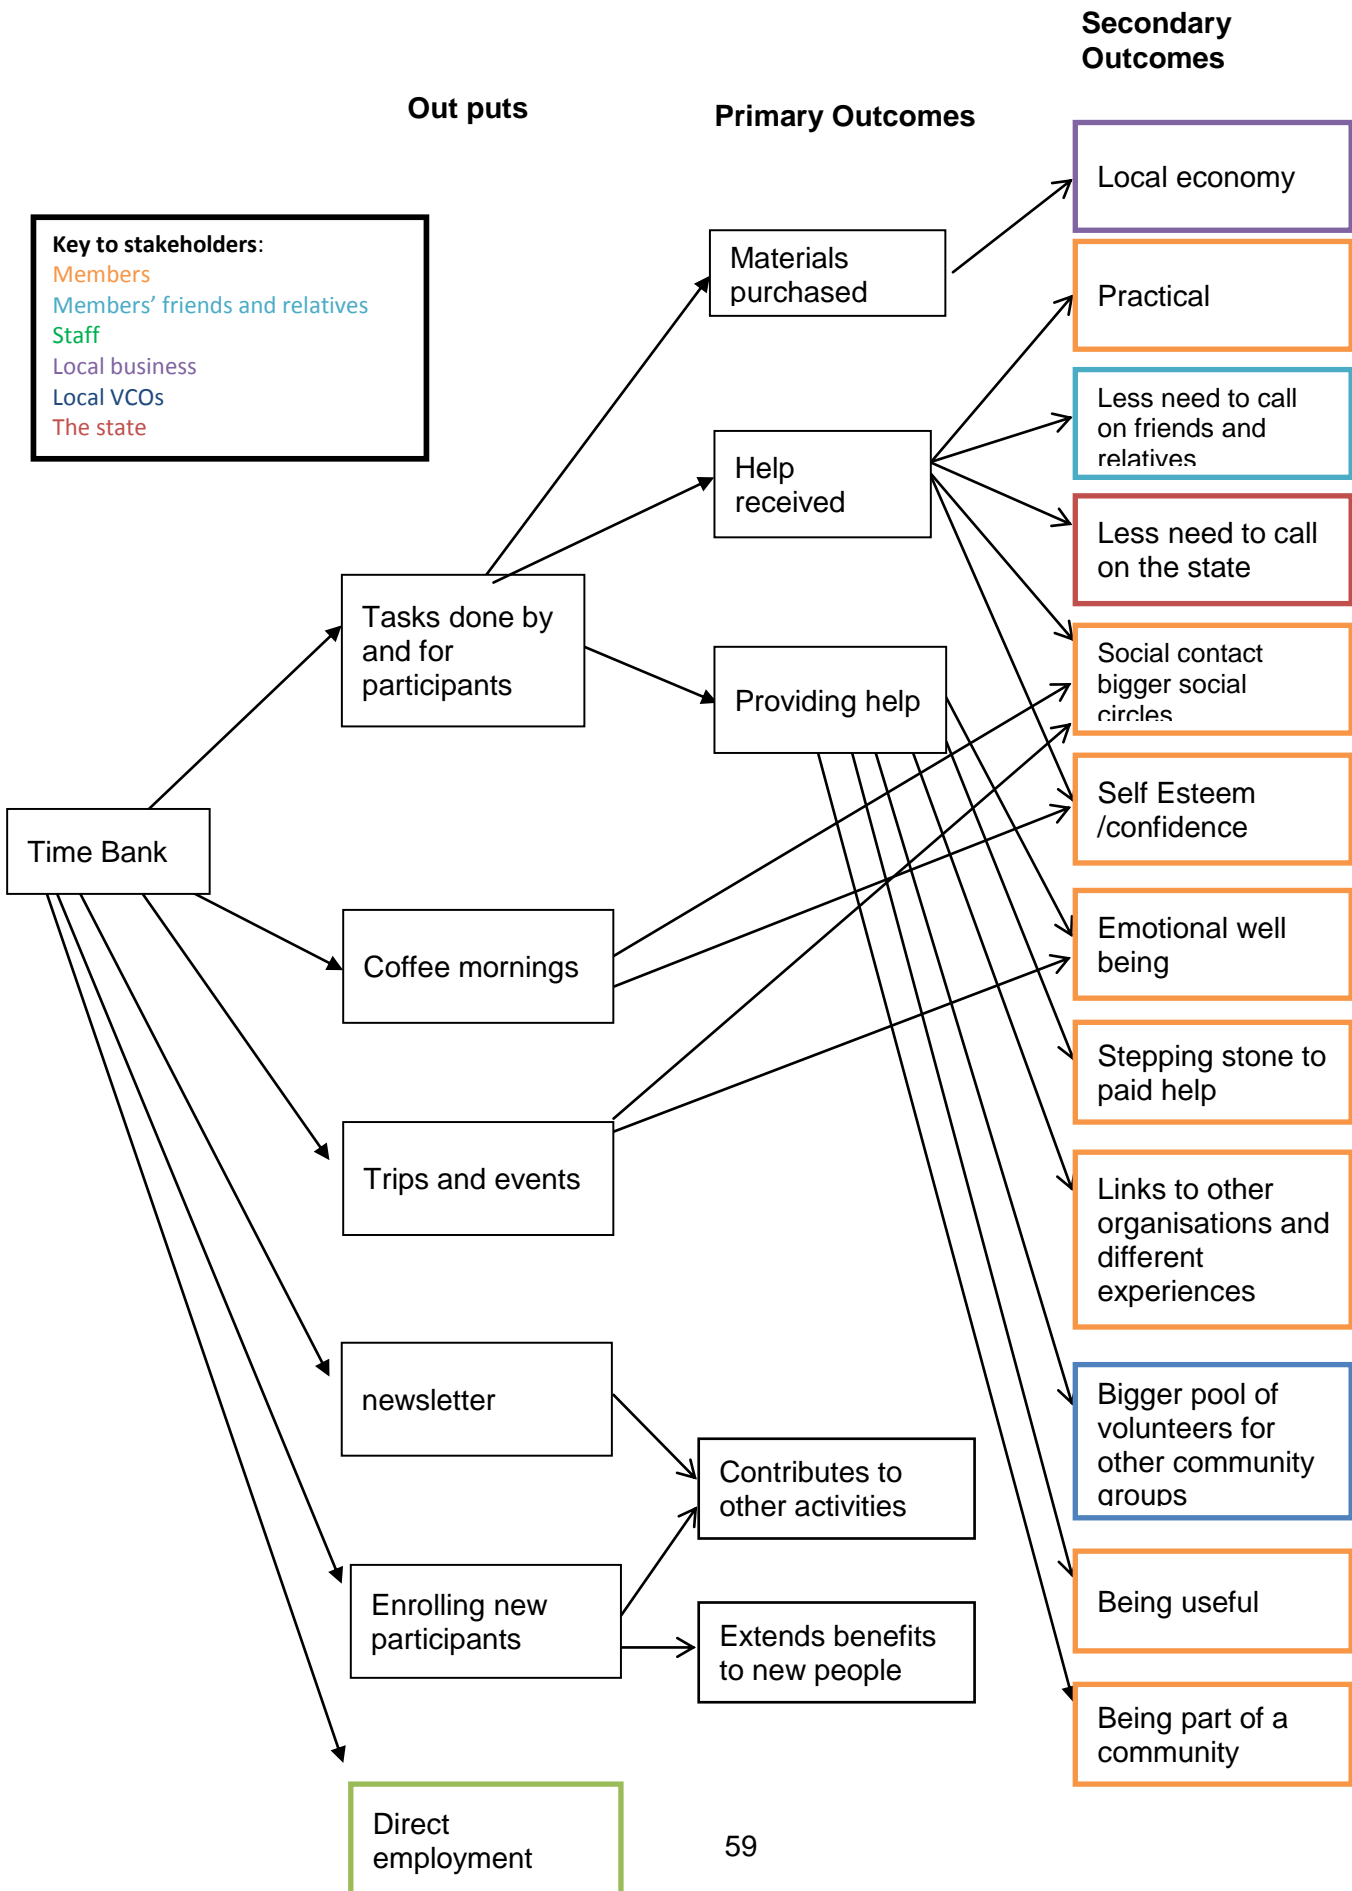 Secondary
Outcomes
Out puts
Primary Outcomes
Key to stakeholders:
Members
Members' friends and relatives
Staff
Local business
Local VCOs
The state
Time Bank
Tasks done by
and for
participants
Coffee mornings
Trips and events
newsletter
Enrolling new
participants
Direct
employment
Materials
purchased
Help
received
Providing help
Contributes to
other activities
Extends benefits
to new people
Local economy
Practical
Less need to call
on friends and
relatives
Less need to call
on the state
Social contact
bigger social
circles
Self Esteem
/confidence
Emotional well
being
Stepping stone to
paid help
Links to other
organisations and
different
experiences
Bigger pool of
volunteers for
other community
groups
Being useful
Being part of a
community
59